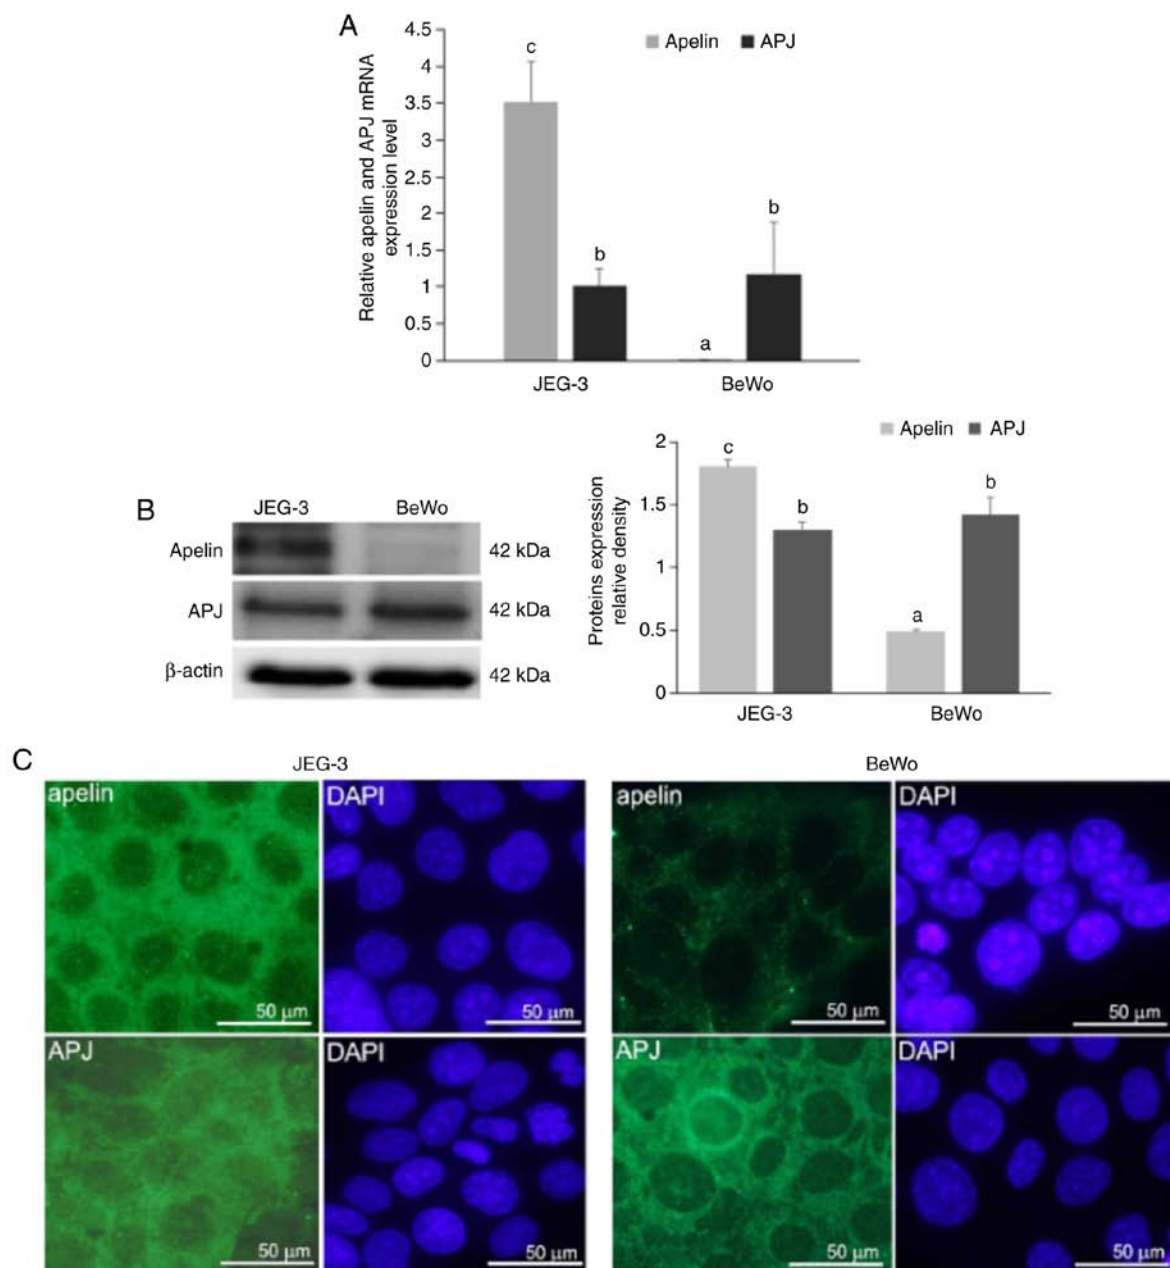 A
Apelin APJ
Relative apelin and APJ mRNA
expression level
4.5
4
3.5
3
2.5
2
1.5
1
0.5
0
c
b
a
b
JEG-3 BeWo
B
JEG-3 BeWo
Apelin 42 kDa
APJ 42 kDa
β-actin 42 kDa
Apelin APJ
Proteins expression
relative density
2
1.5
1
0.5
0
c
b
a
b
JEG-3 BeWo
C
JEG-3 BeWo
apelin DAPI apelin DAPI
50 μm 50 μm 50 μm 50 μm
APJ DAPI APJ DAPI
50 μm 50 μm 50 μm 50 μm